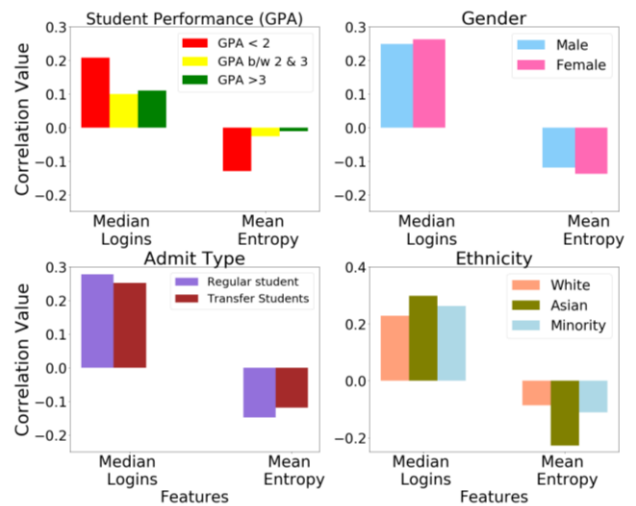 Student Performance (GPA)
Correlation Value
0.3
0.2
0.1
0.0
−0.1
−0.2
GPA < 2
GPA b/w 2 & 3
GPA >3
Median
Logins
Mean
Entropy
Gender
0.3
0.2
0.1
0.0
−0.1
−0.2
Male
Female
Median
Logins
Mean
Entropy
Admit Type
Correlation Value
0.3
0.2
0.1
0.0
−0.1
−0.2
Regular student
Transfer Students
Median
Logins
Mean
Entropy
Features
Ethnicity
0.4
0.2
0.0
−0.2
White
Asian
Minority
Median
Logins
Mean
Entropy
Features